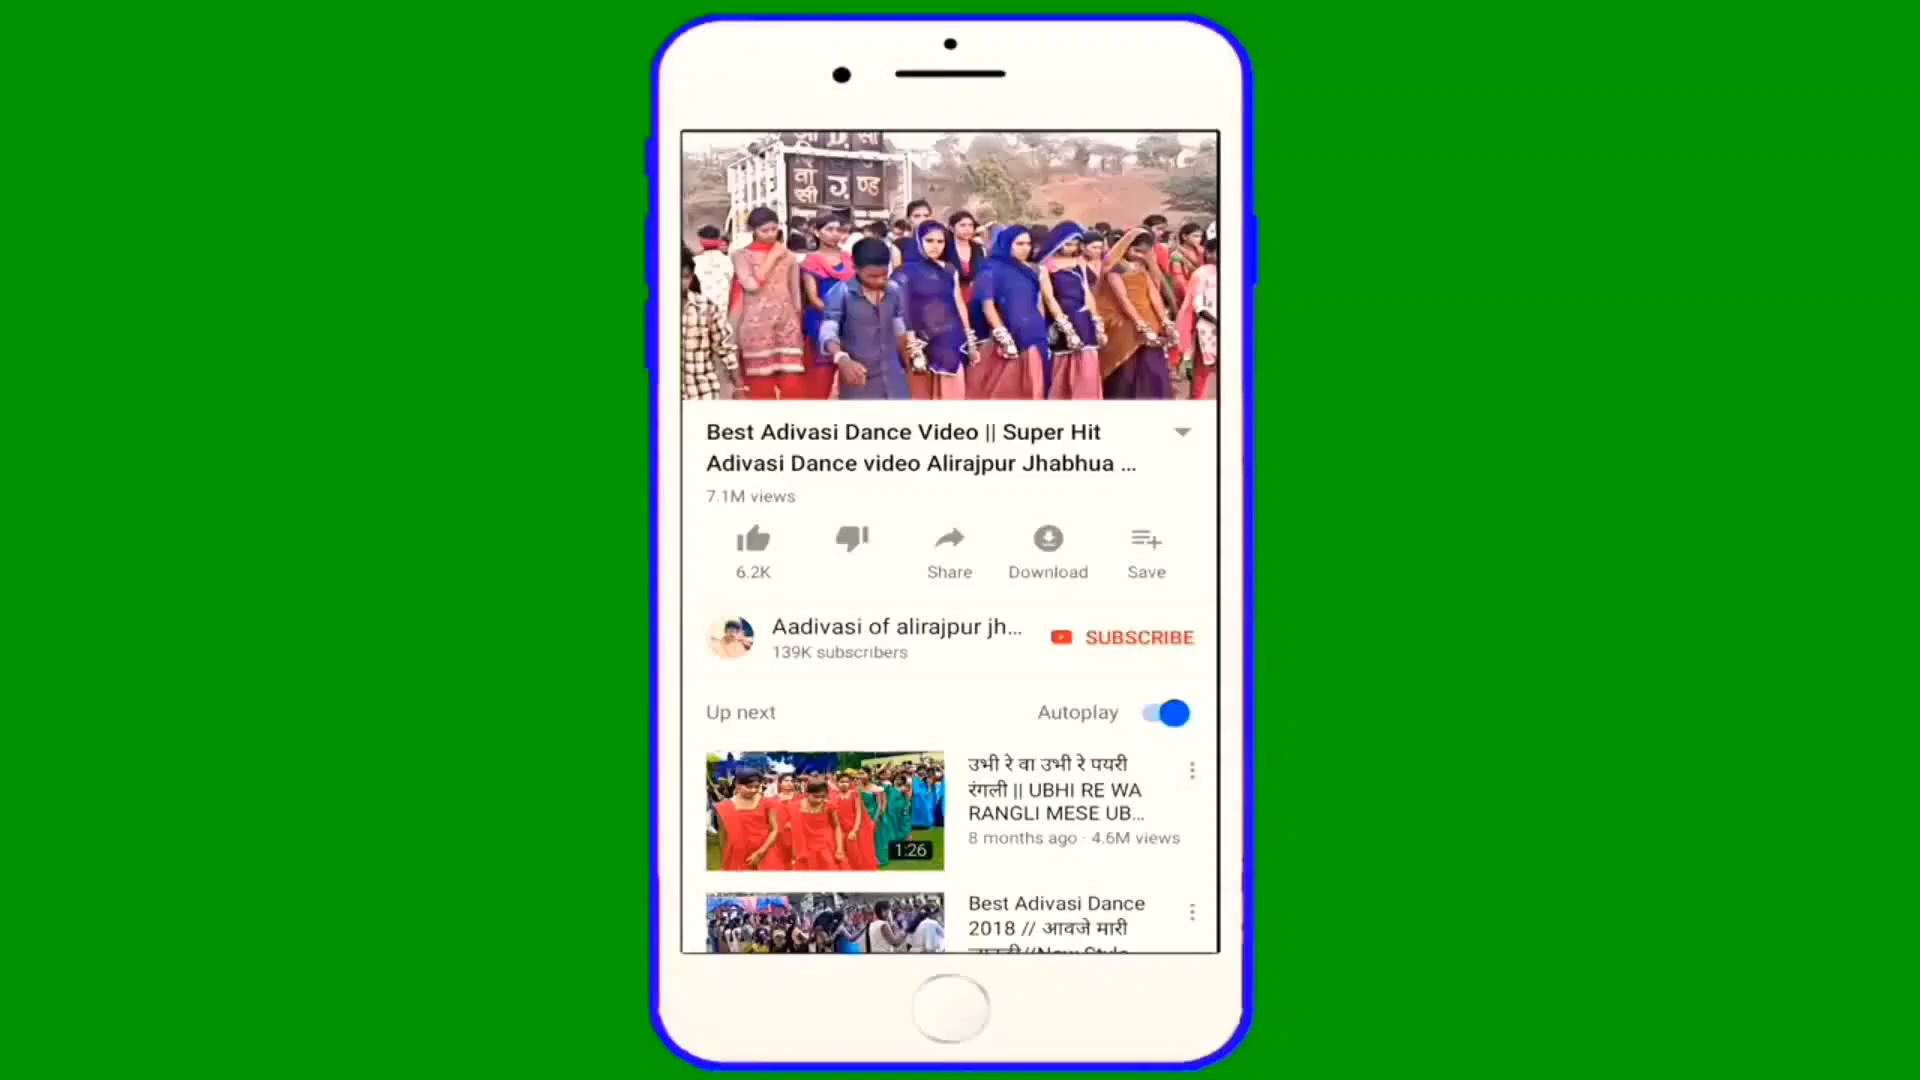 वा ज. ण्ड
सी
Best Adivasi Dance Video || Super Hit
Adivasi Dance video Alirajpur Jhabhua ...
7.1M views
6.2K
Share
Download
Save
Aadivasi of alirajpur jh...
139K subscribers
SUBSCRIBE
Up next
Autoplay
उभी रे वा उभी रे पयरी
रंगली || UBHI RE WA
RANGLI MESE UB...
8 months ago · 4.6M views
1:26
Best Adivasi Dance
2018 // आवजे मारी